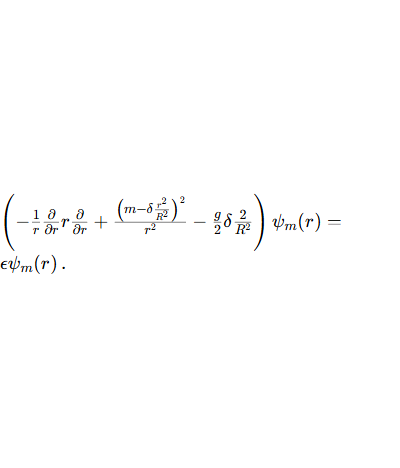 \left( -\frac{1}{r} \frac{\partial}{\partial r} r \frac{\partial}{\partial r} + \frac{\left( m - \delta \frac{r^2}{R^2} \right)^2}{r^2} - \frac{g}{2} \delta \frac{2}{R^2} \right) \psi_m(r) =
\epsilon \psi_m(r) .